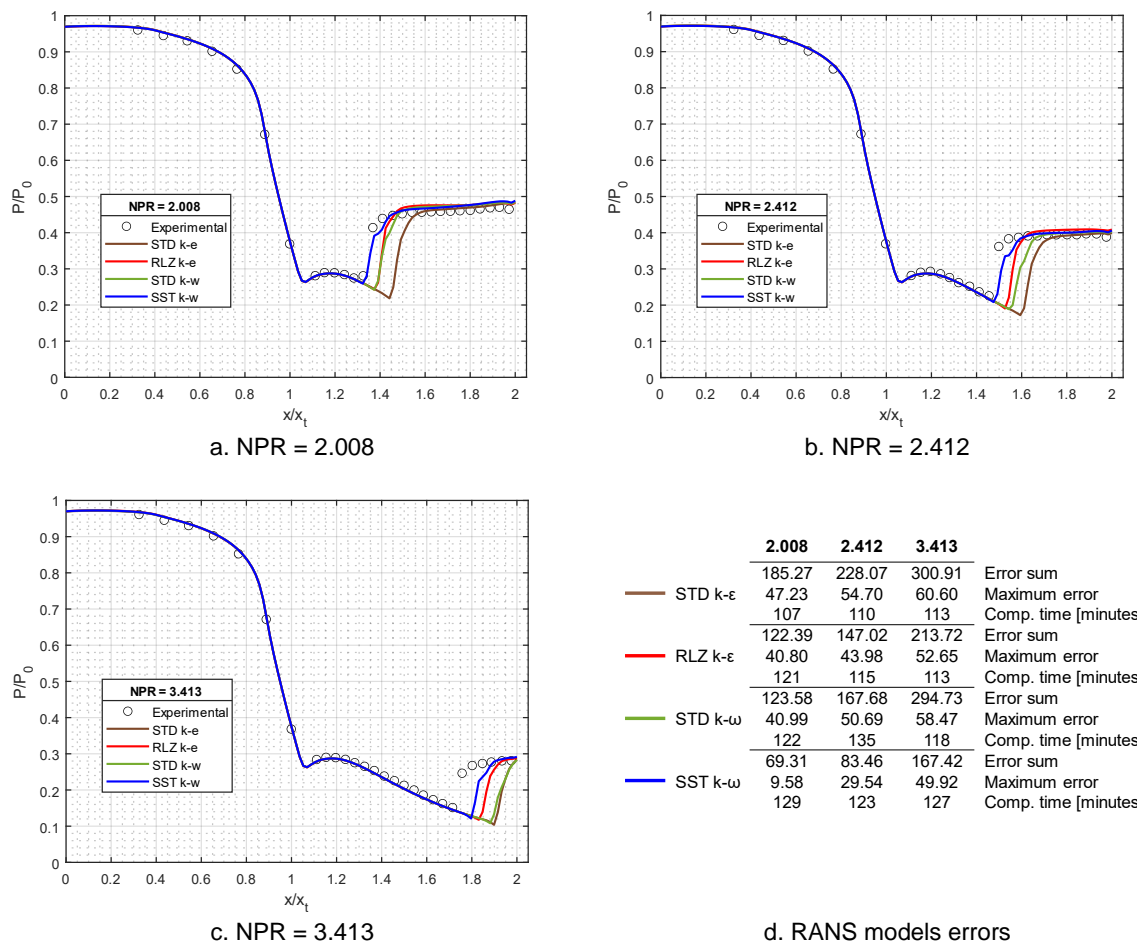 1
0.9
0.8
0.7
0.6
0.5
0.4
0.3
0.2
0.1
0
P/P0
NPR = 2.008
Experimental
STD k-e
RLZ k-e
STD k-w
SST k-w
0 0.2 0.4 0.6 0.8 1 1.2 1.4 1.6 1.8 2
x/xt
a. NPR = 2.008
1
0.9
0.8
0.7
0.6
0.5
0.4
0.3
0.2
0.1
0
P/P0
NPR = 2.412
Experimental
STD k-e
RLZ k-e
STD k-w
SST k-w
0 0.2 0.4 0.6 0.8 1 1.2 1.4 1.6 1.8 2
x/xt
b. NPR = 2.412
1
0.9
0.8
0.7
0.6
0.5
0.4
0.3
0.2
0.1
0
P/P0
NPR = 3.413
Experimental
STD k-e
RLZ k-e
STD k-w
SST k-w
0 0.2 0.4 0.6 0.8 1 1.2 1.4 1.6 1.8 2
x/xt
c. NPR = 3.413
2.008 2.412 3.413
185.27 228.07 300.91 Error sum
STD k-ε 47.23 54.70 60.60 Maximum error
107 110 113 Comp. time [minutes
122.39 147.02 213.72 Error sum
RLZ k-ε 40.80 43.98 52.65 Maximum error
121 115 113 Comp. time [minutes
123.58 167.68 294.73 Error sum
STD k-ω 40.99 50.69 58.47 Maximum error
122 135 118 Comp. time [minutes
69.31 83.46 167.42 Error sum
SST k-ω 9.58 29.54 49.92 Maximum error
129 123 127 Comp. time [minutes
d. RANS models errors